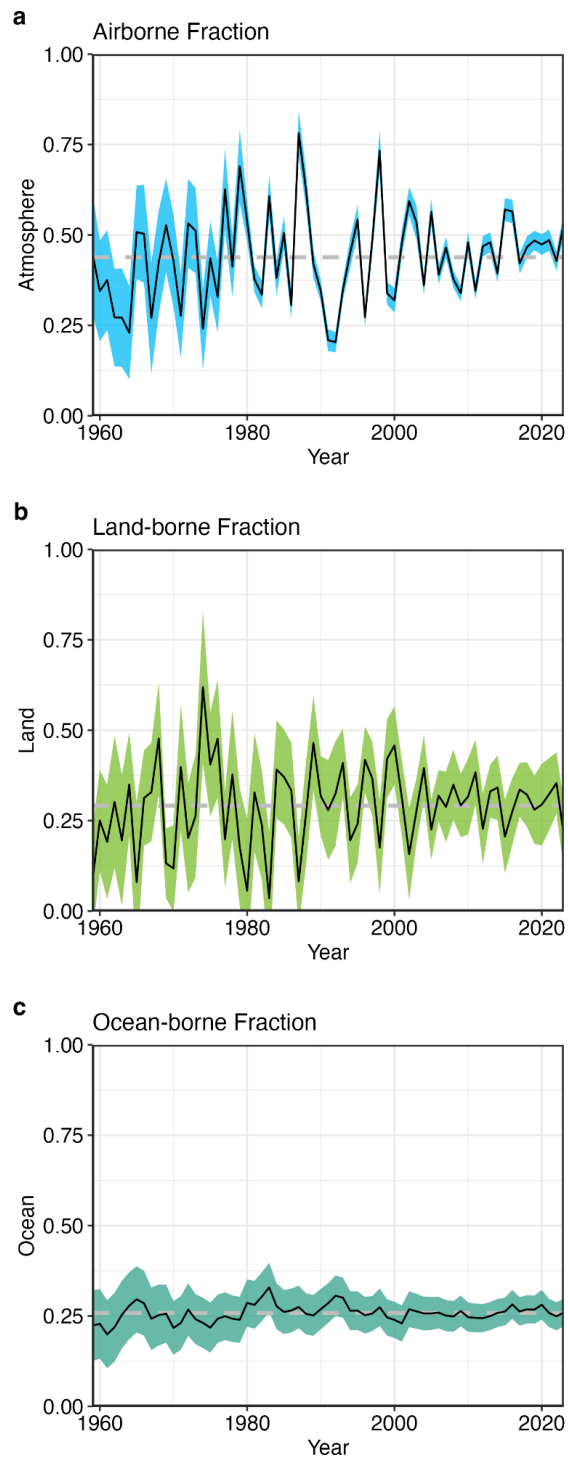 a
Airborne Fraction
1.00
0.75
0.50
0.25
0.00
Atmosphere
1960 1980 2000 2020
Year
b
Land-borne Fraction
1.00
0.75
0.50
0.25
0.00
Land
1960 1980 2000 2020
Year
c
Ocean-borne Fraction
1.00
0.75
0.50
0.25
0.00
Ocean
1960 1980 2000 2020
Year